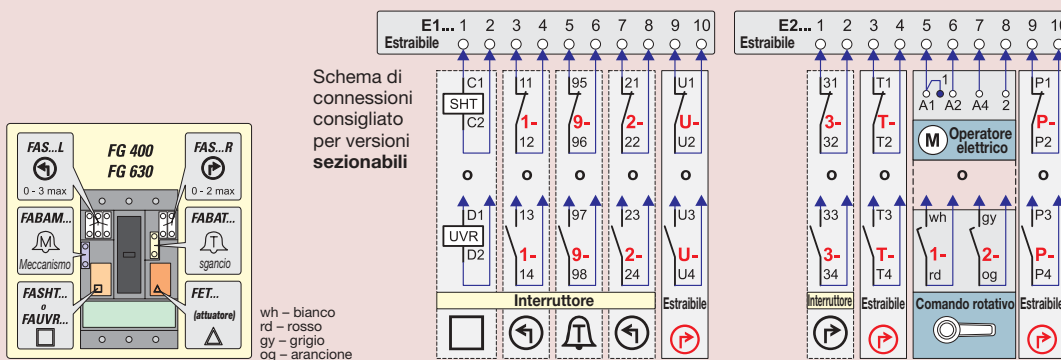 E1... 1 2 3 4 5 6 7 8 9 10
Estraibile
E2... 1 2 3 4 5 6 7 8 9 10
Estraibile
Schema di
connessioni
consigliato
per versioni
sezionabili
C1 11 95 21 U1
SHT 1- 9- 2- U-
C2 12 96 22 U2
o o o o o
D1 13 97 23 U3
UVR 1- 9- 2- U-
D2 14 98 24 U4
Interruttore Estraibile
T
31 T1 1 P1
A1 A2 A4 2
3- T- M Operatore elettrico P-
32 T2 P2
o o o o
33 T3 wh gy P3
3- T- 1- 2- P-
34 T4 rd og P4
Interruttore Estraibile Comando rotativo Estraibile
FAS...L
0 - 3 max
FG 400
FG 630
FAS...R
0 - 2 max
FABAM...
M
Meccanismo
FABAT...
T
sgancio
FASHT...
o
FAUVR...
FET...
(attuatore)
wh – bianco
rd – rosso
gy – grigio
og – arancione